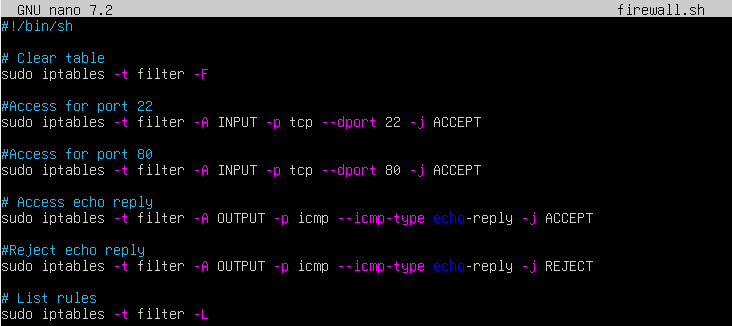 GNU nano 7.2 firewall.sh
#!/bin/sh
# Clear table
sudo iptables -t filter -F
#Access for port 22
sudo iptables -t filter -A INPUT -p tcp --dport 22 -j ACCEPT
#Access for port 80
sudo iptables -t filter -A INPUT -p tcp --dport 80 -j ACCEPT
# Access echo reply
sudo iptables -t filter -A OUTPUT -p icmp --icmp-type echo-reply -j ACCEPT
#Reject echo reply
sudo iptables -t filter -A OUTPUT -p icmp --icmp-type echo-reply -j REJECT
# List rules
sudo iptables -t filter -L